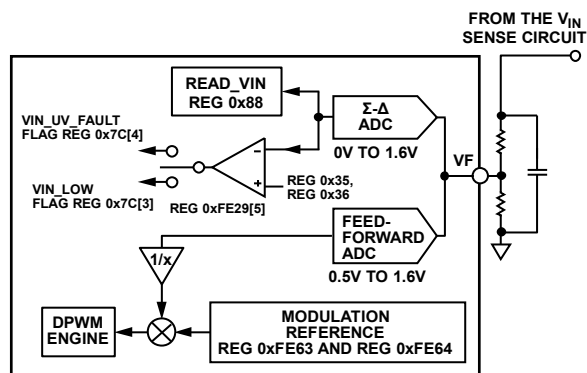 FROM THE VIN
SENSE CIRCUIT
READ_VIN
REG 0x88
Σ-Δ
ADC
0V TO 1.6V
VIN_UV_FAULT
FLAG REG 0x7C[4]
VIN_LOW
FLAG REG 0x7C[3]
–
+
REG 0x35,
REG 0x36
REG 0xFE29[5]
VF
FEED-
FORWARD
ADC
0.5V TO 1.6V
1/x
DPWM
ENGINE
MODULATION
REFERENCE
REG 0xFE63 AND REG 0xFE64